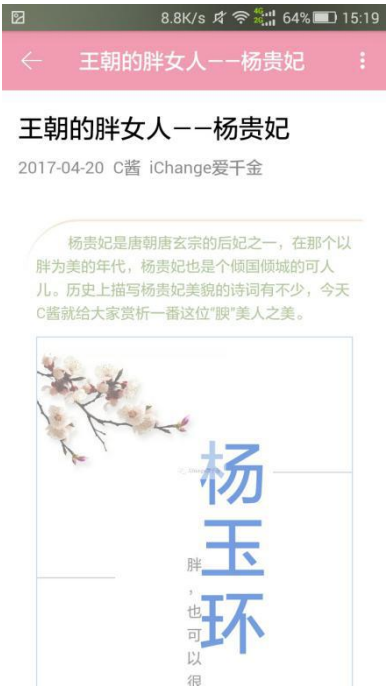 8.8K/s 4G 2G 64% 15:19
王朝的胖女人——杨贵妃
王朝的胖女人——杨贵妃
2017-04-20 C酱 iChange爱千金
杨贵妃是唐朝唐玄宗的后妃之一，在那个以
胖为美的年代，杨贵妃也是个倾国倾城的可人
儿。历史上描写杨贵妃美貌的诗词有不少，今天
C酱就给大家赏析一番这位“腴”美人之美。
杨玉环
胖，也可以很